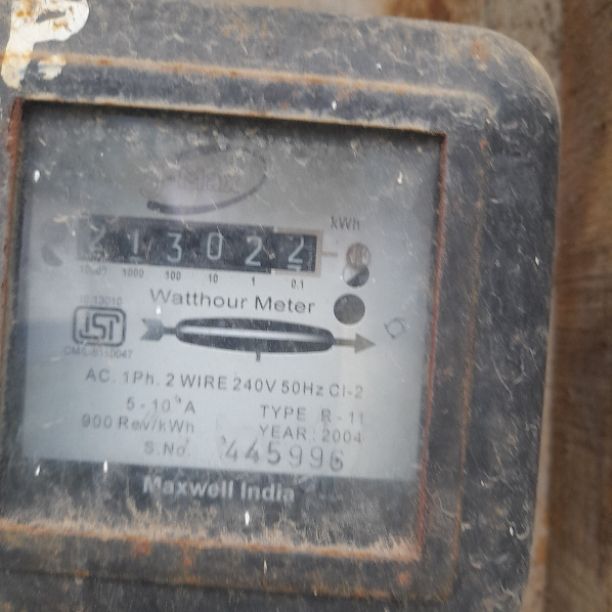 kWh
2 1 3 0 2 2
1000 100 10 1 0.1
Watthour Meter
ISI
AC. 1Ph. 2 WIRE 240V 50Hz Cl-2
5-10 A TYPE R-11
900 Rev/kWh YEAR: 2004
S.No. 445996
Maxwell India